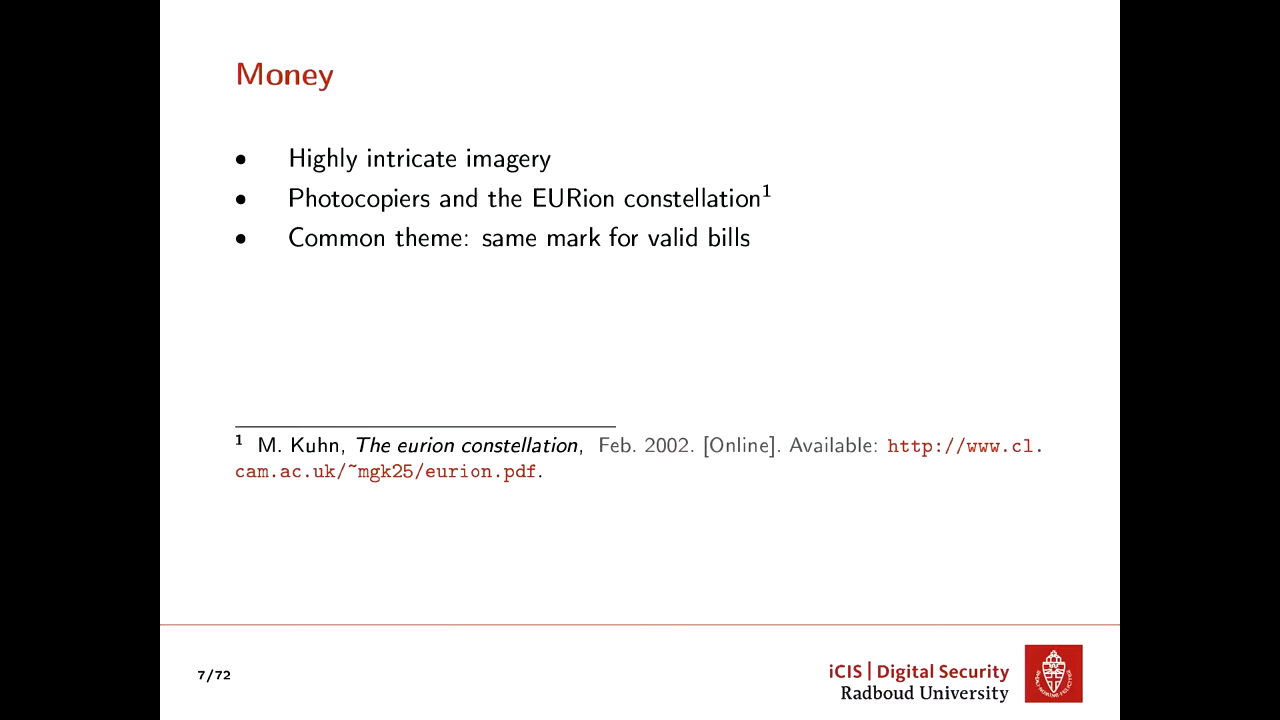 Money
• Highly intricate imagery
• Photocopiers and the EURion constellation¹
• Common theme: same mark for valid bills
¹ M. Kuhn, The eurion constellation, Feb. 2002. [Online]. Available: http://www.cl.
cam.ac.uk/~mgk25/eurion.pdf.
7/72
iCIS | Digital Security
Radboud University